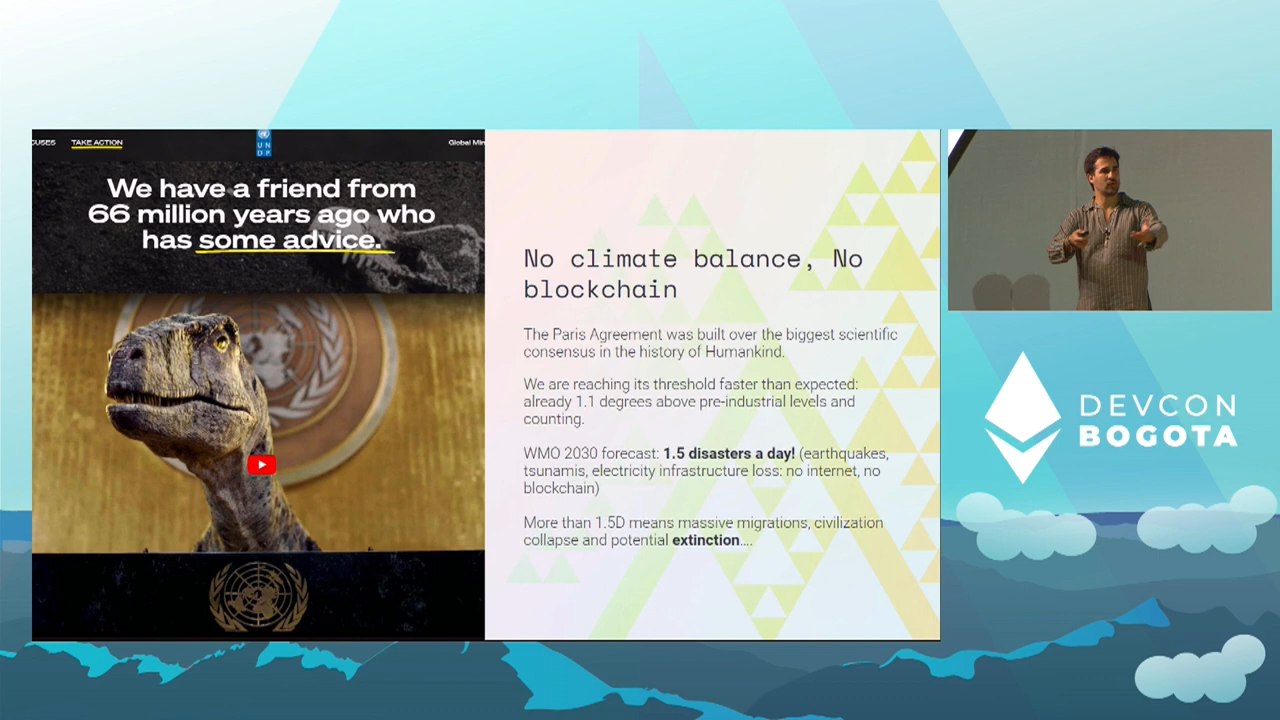 CUSES TAKE ACTION
UN
DP
Global Min
We have a friend from
66 million years ago who
has some advice.
No climate balance, No
blockchain
The Paris Agreement was built over the biggest scientific
consensus in the history of Humankind.
We are reaching its threshold faster than expected:
already 1.1 degrees above pre-industrial levels and
counting.
WMO 2030 forecast: 1.5 disasters a day! (earthquakes,
tsunamis, electricity infrastructure loss: no internet, no
blockchain)
More than 1.5D means massive migrations, civilization
collapse and potential extinction....
DEVCON
BOGOTA